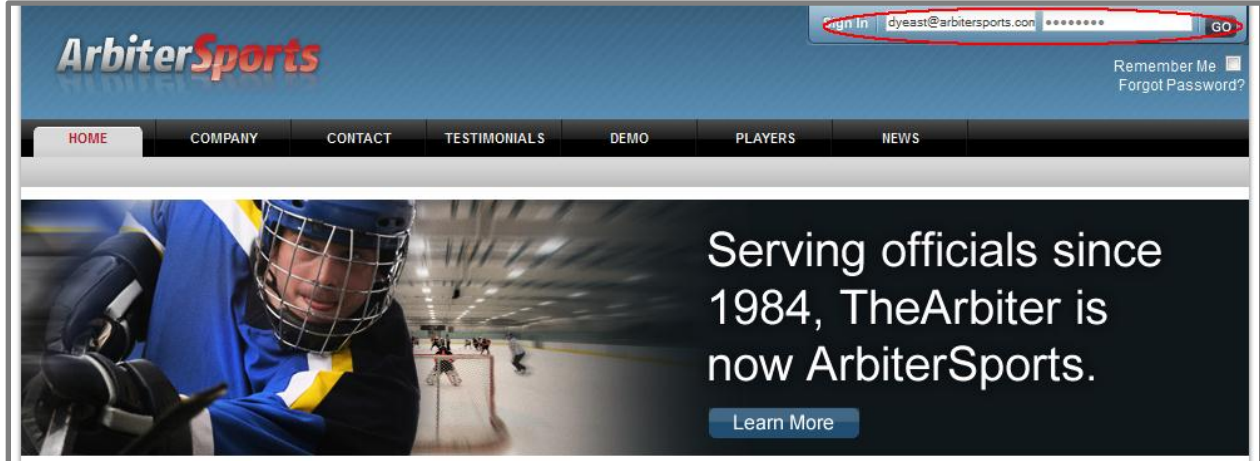 Sign In dyeast@arbitersports.com •••••••• GO
ArbiterSports
Remember Me
Forgot Password?
HOME COMPANY CONTACT TESTIMONIALS DEMO PLAYERS NEWS
Serving officials since
1984, TheArbiter is
now ArbiterSports.
Learn More